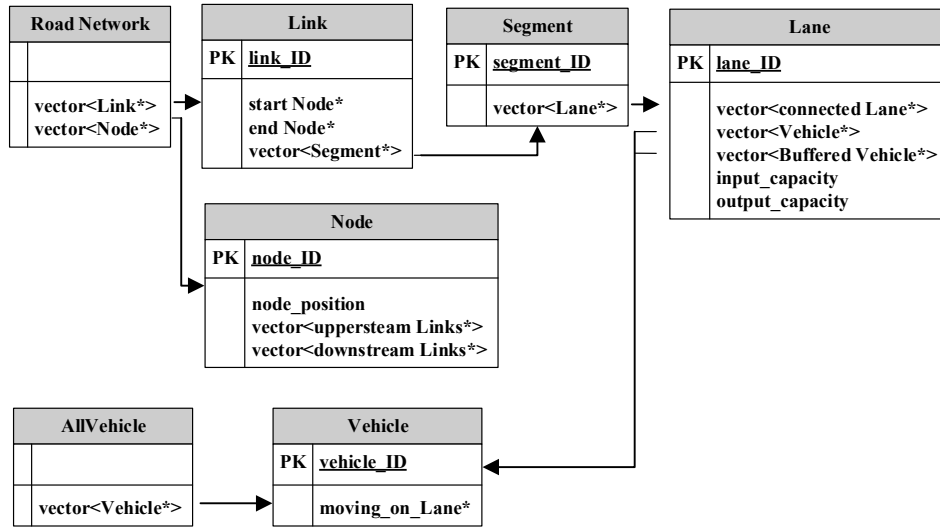 Road Network
vector<Link*>
vector<Node*>
Link
PK link_ID
start Node*
end Node*
vector<Segment*>
Segment
PK segment_ID
vector<Lane*>
Lane
PK lane_ID
vector<connected Lane*>
vector<Vehicle*>
vector<Buffered Vehicle*>
input_capacity
output_capacity
Node
PK node_ID
node_position
vector<uppersteam Links*>
vector<downstream Links*>
AllVehicle
vector<Vehicle*>
Vehicle
PK vehicle_ID
moving_on_Lane*